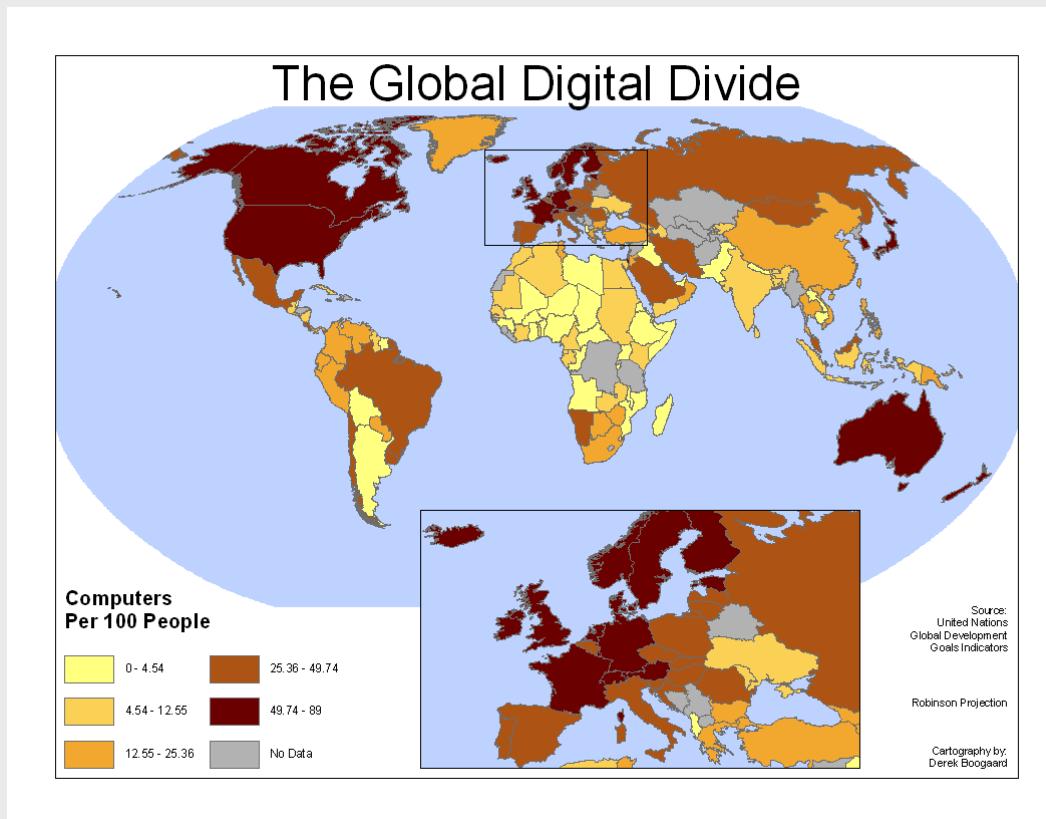 The Global Digital Divide
Computers
Per 100 People
0 - 4.54
4.54 - 12.55
12.55 - 25.36
25.36 - 49.74
49.74 - 89
No Data
Source:
United Nations
Global Development
Goals Indicators
Robinson Projection
Cartography by:
Derek Boogaard